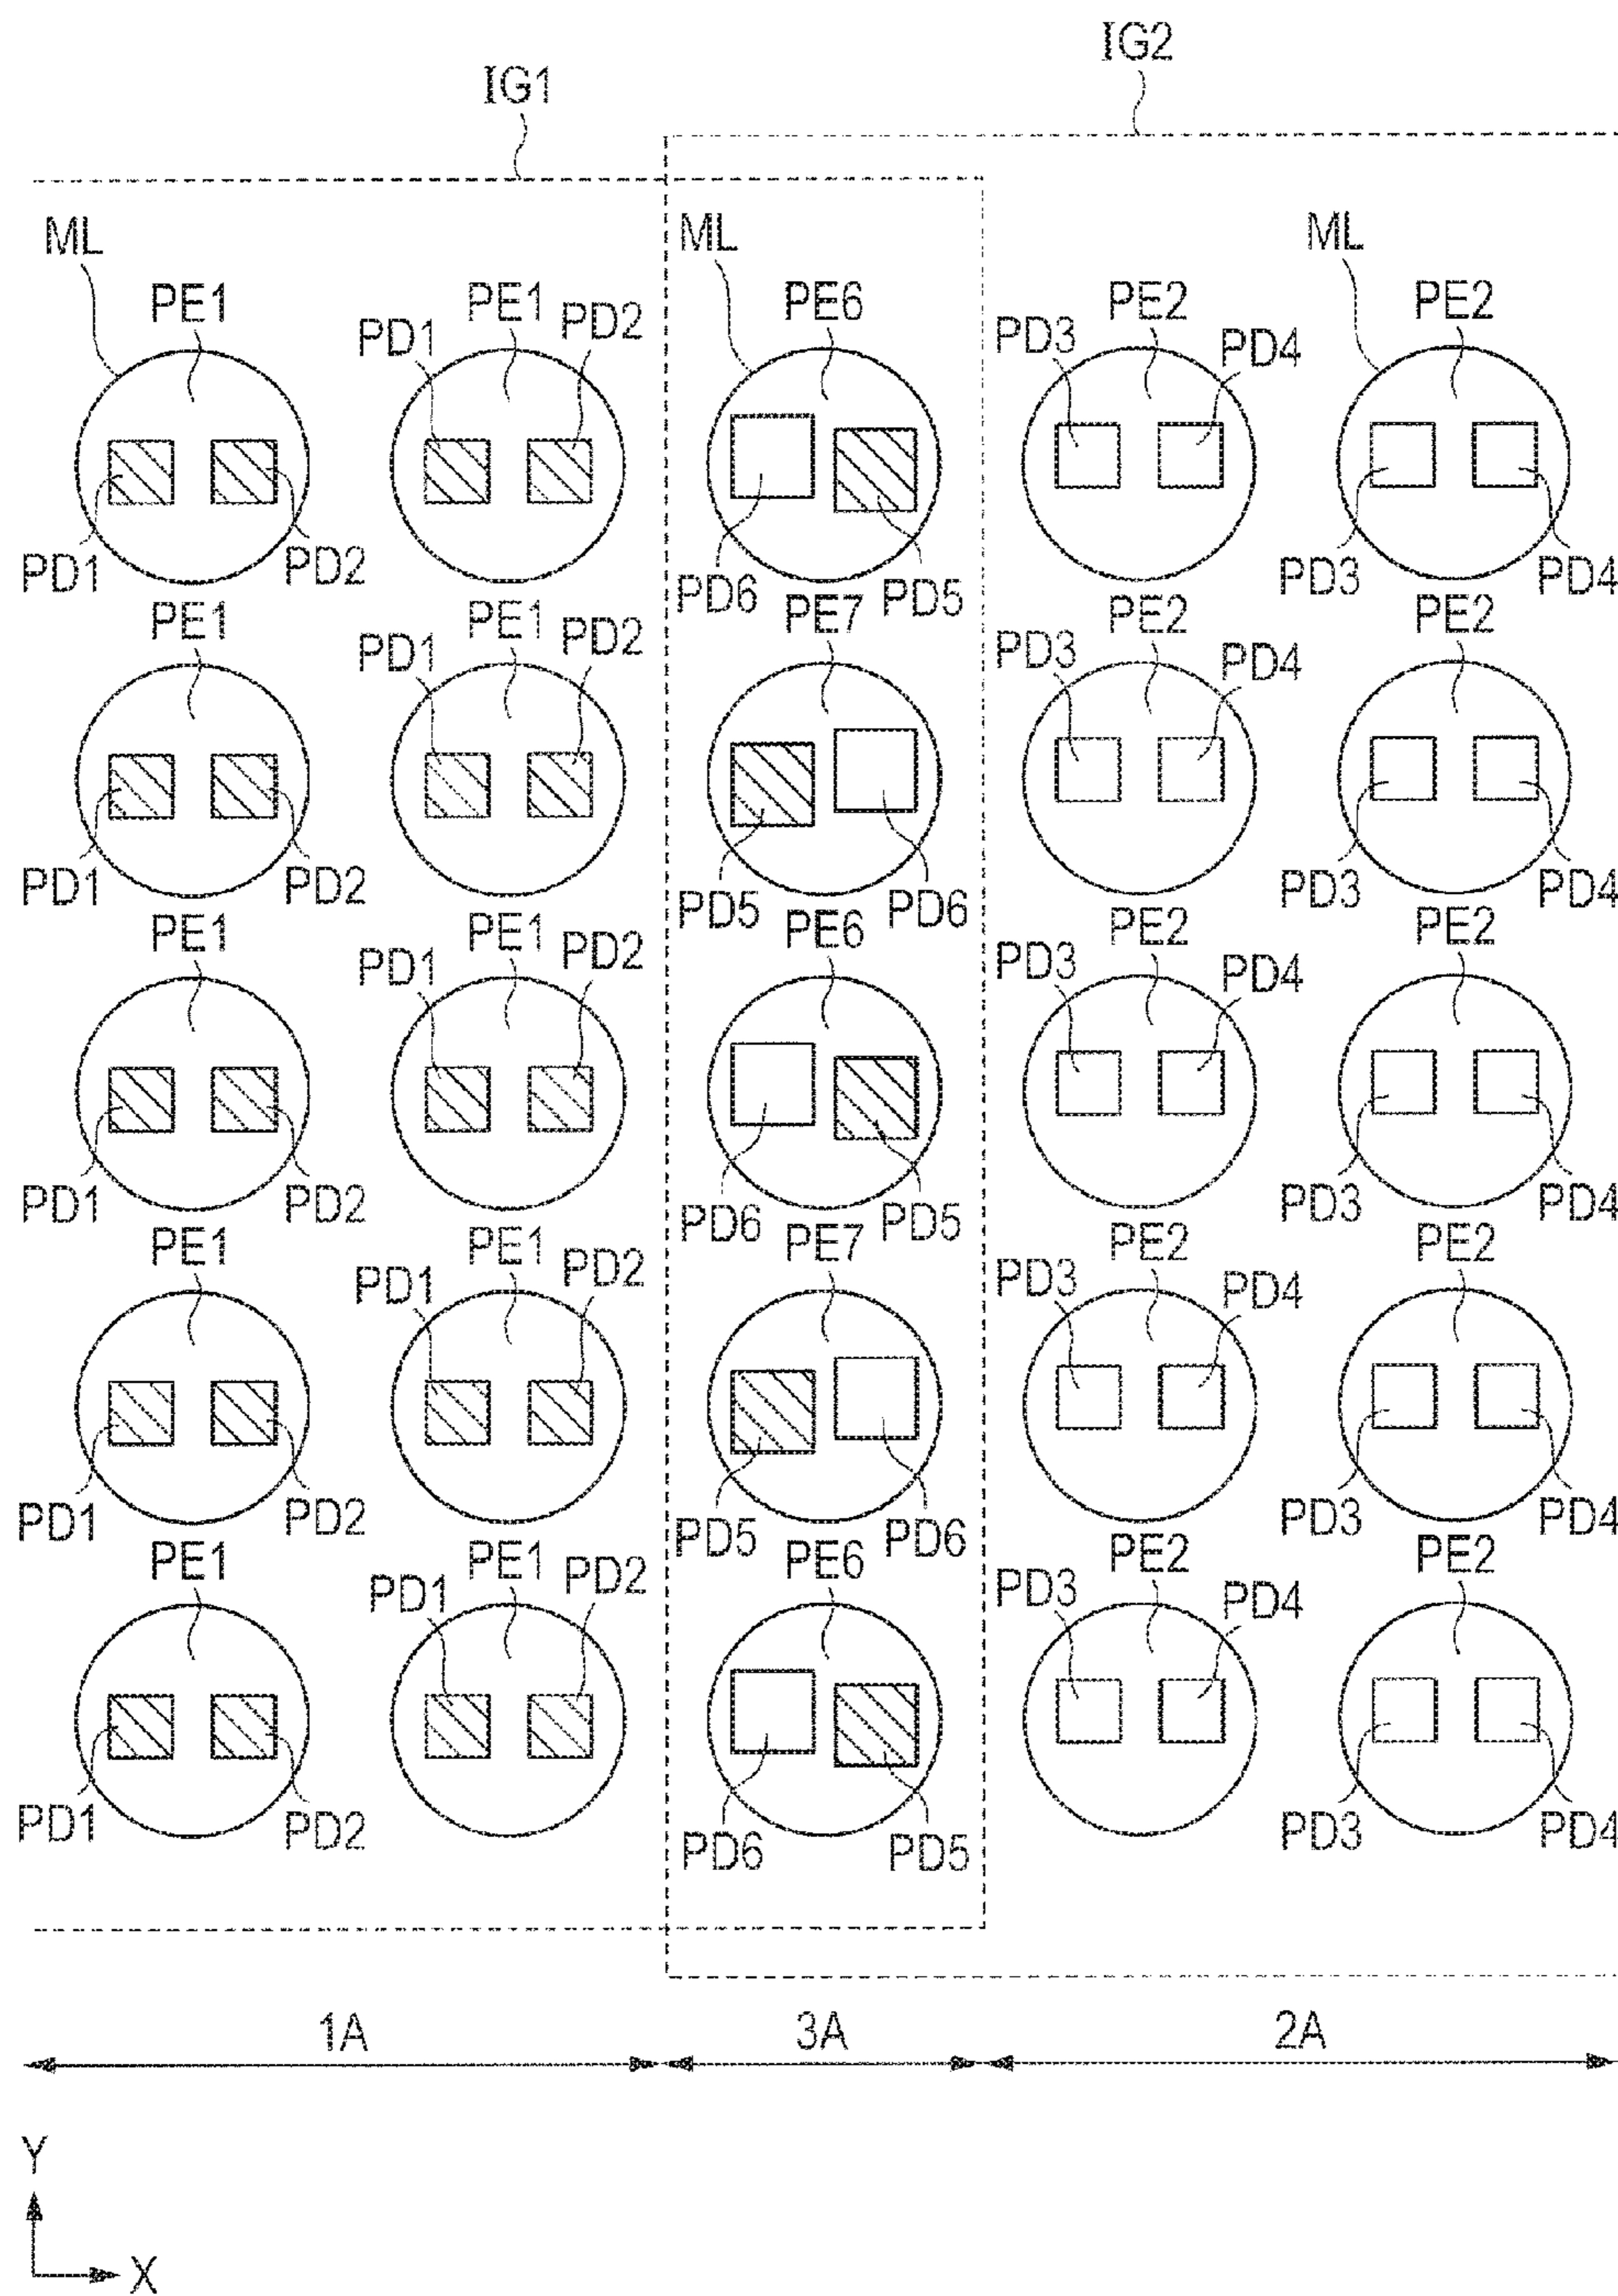 IG2
IG1
ML ML ML
PE1 PE1 PE6 PE2 PE2
PD1 PD2 PD3 PD4
PD1 PD2 PD6 PD5 PD3 PD4
PE1 PE1 PE7 PE2 PE2
PD1 PD2 PD3 PD4
PD1 PD2 PD5 PD6 PD3 PD4
PE1 PE1 PE6 PE2 PE2
PD1 PD2 PD3 PD4
PD1 PD2 PD6 PD5 PD3 PD4
PE1 PE1 PE7 PE2 PE2
PD1 PD2 PD3 PD4
PD1 PD2 PD5 PD6 PD3 PD4
PE1 PE1 PE6 PE2 PE2
PD1 PD2 PD3 PD4
PD1 PD2 PD6 PD5 PD3 PD4
1A 3A 2A
Y
X